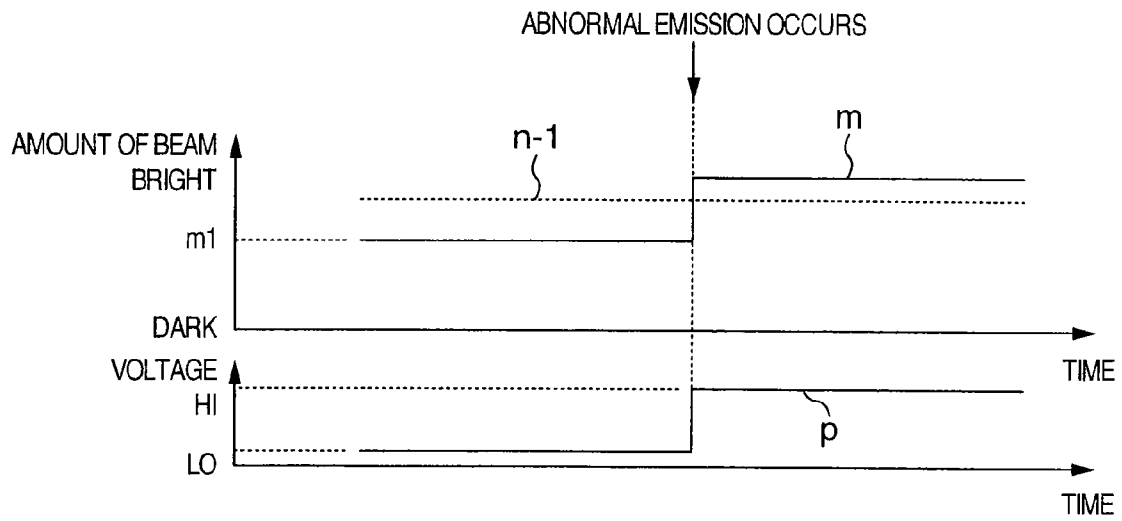 ABNORMAL EMISSION OCCURS
AMOUNT OF BEAM
BRIGHT
n-1
m
m1
DARK
TIME
VOLTAGE
HI
p
LO
TIME